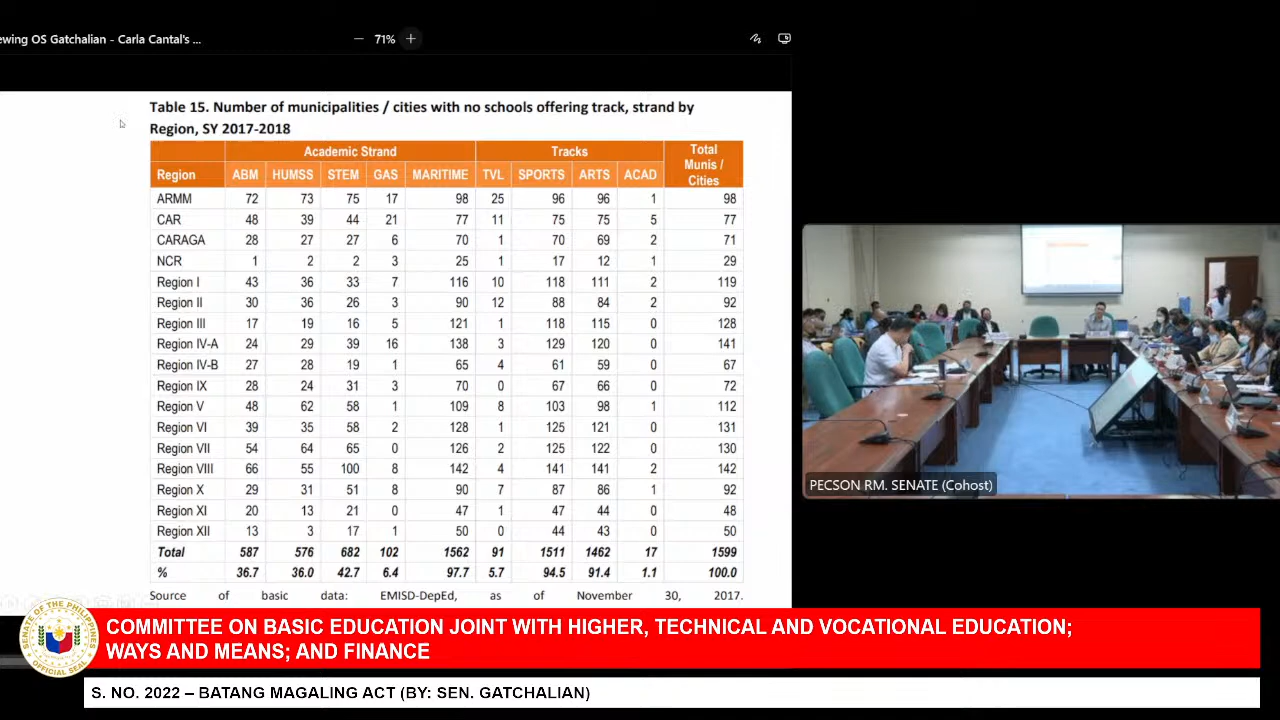 ewing OS Gatchalian - Carla Cantal's ...
71%
Table 15. Number of municipalities / cities with no schools offering track, strand by
Region, SY 2017-2018
Academic Strand Tracks Total Munis / Cities
Region ABM HUMSS STEM GAS MARITIME TVL SPORTS ARTS ACAD
ARMM 72 73 75 17 98 25 96 96 1 98
CAR 48 39 44 21 77 11 75 75 5 77
CARAGA 28 27 27 6 70 1 70 69 2 71
NCR 1 2 2 3 25 1 17 12 1 29
Region I 43 36 33 7 116 10 118 111 2 119
Region II 30 36 26 3 90 12 88 84 2 92
Region III 17 19 16 5 121 1 118 115 0 128
Region IV-A 24 29 39 16 138 3 129 120 0 141
Region IV-B 27 28 19 1 65 4 61 59 0 67
Region IX 28 24 31 3 70 0 67 66 0 72
Region V 48 62 58 1 109 8 103 98 1 112
Region VI 39 35 58 2 128 1 125 121 0 131
Region VII 54 64 65 0 126 2 125 122 0 130
Region VIII 66 55 100 8 142 4 141 141 2 142
Region X 29 31 51 8 90 7 87 86 1 92
Region XI 20 13 21 0 47 1 47 44 0 48
Region XII 13 3 17 1 50 0 44 43 0 50
Total 587 576 682 102 1562 91 1511 1462 17 1599
% 36.7 36.0 42.7 6.4 97.7 5.7 94.5 91.4 1.1 100.0
Source of basic data: EMISD-DepEd, as of November 30, 2017.
PECSON RM. SENATE (Cohost)
SENATE OF THE PHILIPPINES
OFFICIAL SEAL
COMMITTEE ON BASIC EDUCATION JOINT WITH HIGHER, TECHNICAL AND VOCATIONAL EDUCATION;
WAYS AND MEANS; AND FINANCE
S. NO. 2022 – BATANG MAGALING ACT (BY: SEN. GATCHALIAN)